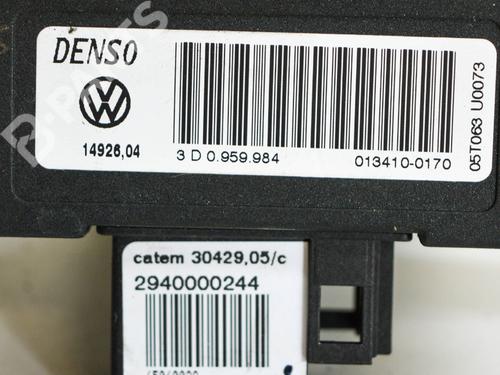 DENSO
14926,04
3 D 0.959.984
013410-0170
05T063 U0073
catem 30429,05/c
2940000244